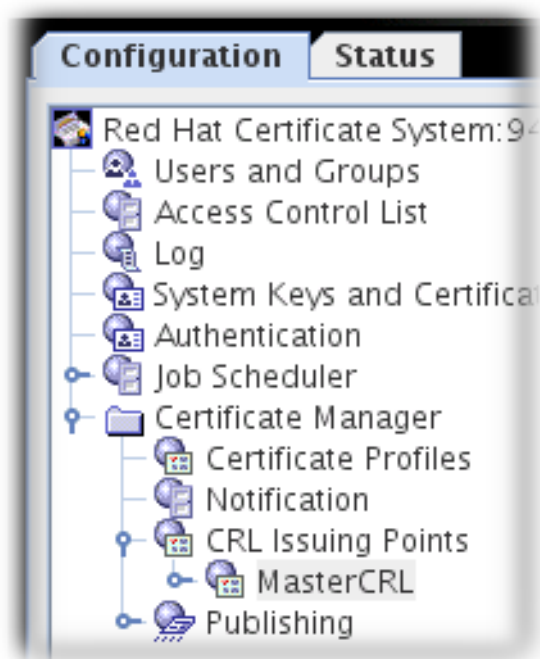 Configuration Status
Red Hat Certificate System:94
Users and Groups
Access Control List
Log
System Keys and Certificat
Authentication
Job Scheduler
Certificate Manager
Certificate Profiles
Notification
CRL Issuing Points
MasterCRL
Publishing